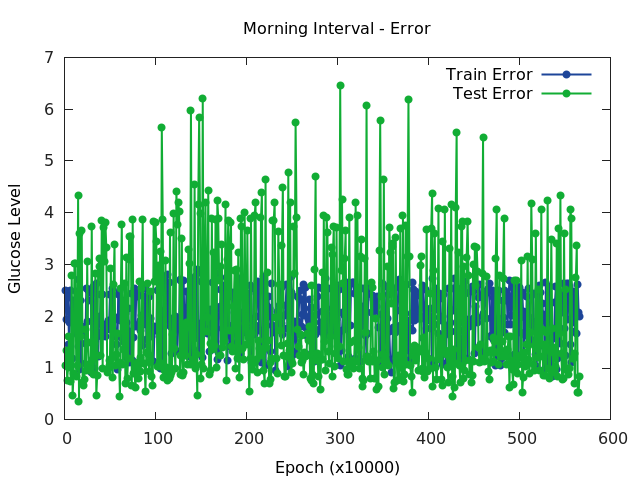 Morning Interval - Error
7
6
5
4
3
2
1
0
Glucose Level
Train Error
Test Error
0 100 200 300 400 500 600
Epoch (x10000)